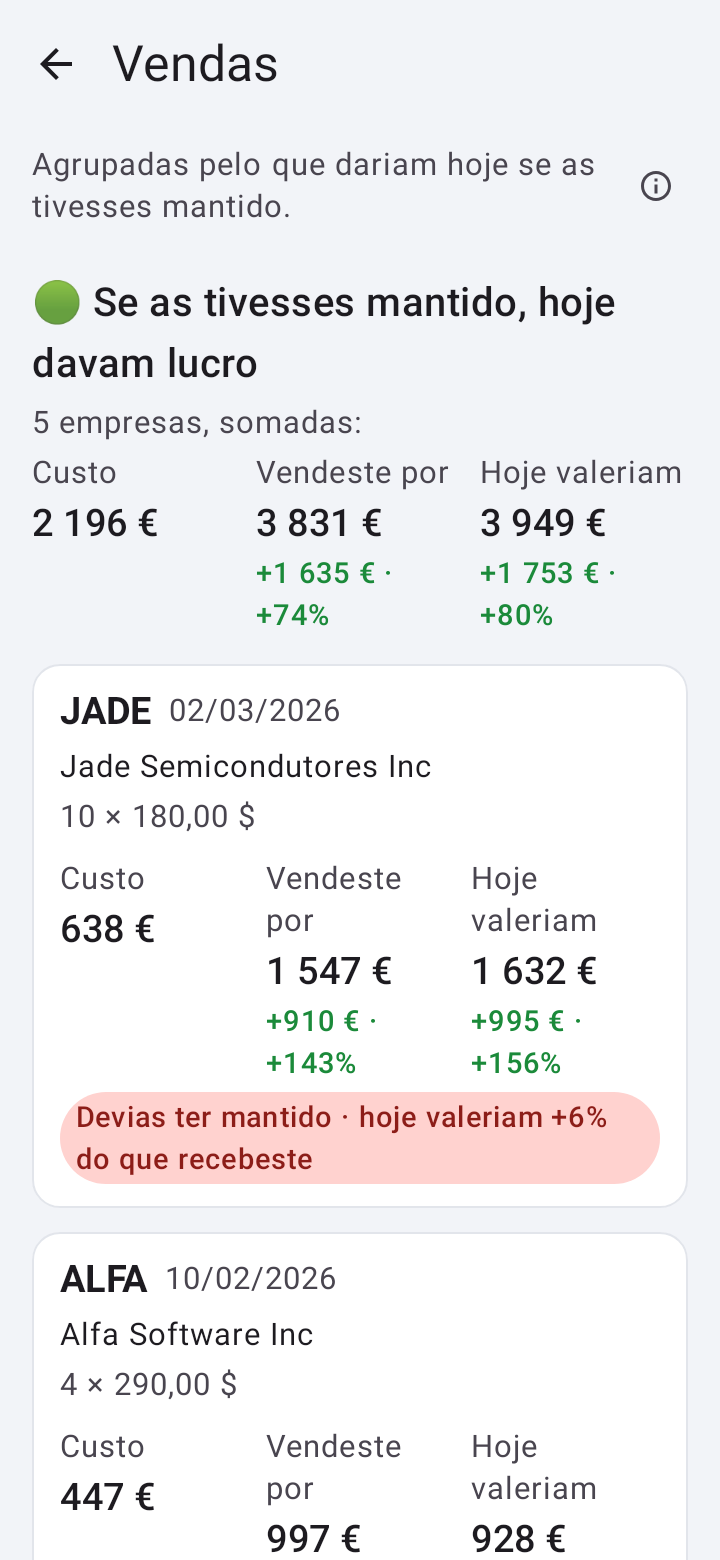 Vendas
Agrupadas pelo que dariam hoje se as
tivesses mantido.
Se as tivesses mantido, hoje
davam lucro
5 empresas, somadas:
Custo Vendeste por Hoje valeriam
2 196 € 3 831 € 3 949 €
+1 635 € · +1 753 € ·
+74% +80%
JADE 02/03/2026
Jade Semicondutores Inc
10 × 180,00 $
Custo Vendeste Hoje
por valeriam
638 €
1 547 € 1 632 €
+910 € · +995 € ·
+143% +156%
Devias ter mantido · hoje valeriam +6%
do que recebeste
ALFA 10/02/2026
Alfa Software Inc
4 × 290,00 $
Custo Vendeste Hoje
por valeriam
447 €
997 € 928 €